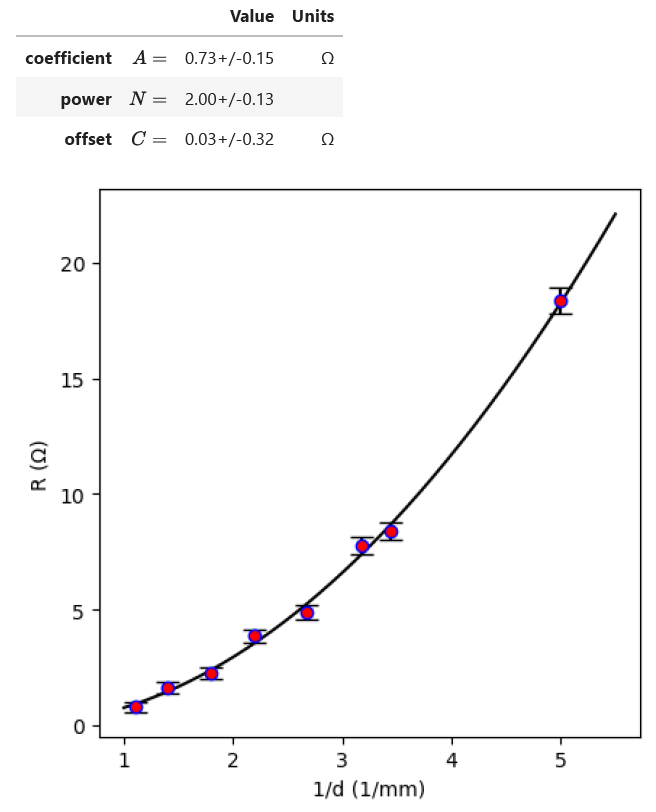 Value Units
coefficient A = 0.73+/-0.15 Ω
power N = 2.00+/-0.13
offset C = 0.03+/-0.32 Ω
20
15
10
5
0
R (Ω)
1 2 3 4 5
1/d (1/mm)